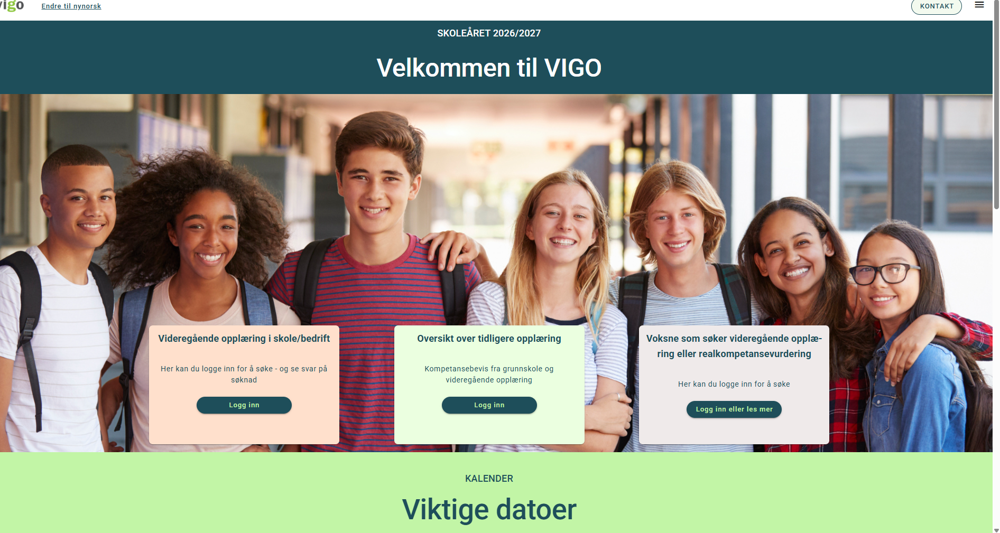 vigo
Endre til nynorsk
KONTAKT
SKOLEÅRET 2026/2027
Velkommen til VIGO
Videregående opplæring i skole/bedrift
Her kan du logge inn for å søke - og se svar på
søknad
Logg inn
Oversikt over tidligere opplæring
Kompetansebevis fra grunnskole og
videregående opplæring
Logg inn
Voksne som søker videregående opplæ-
ring eller realkompetansevurdering
Her kan du logge inn for å søke
Logg inn eller les mer
KALENDER
Viktige datoer